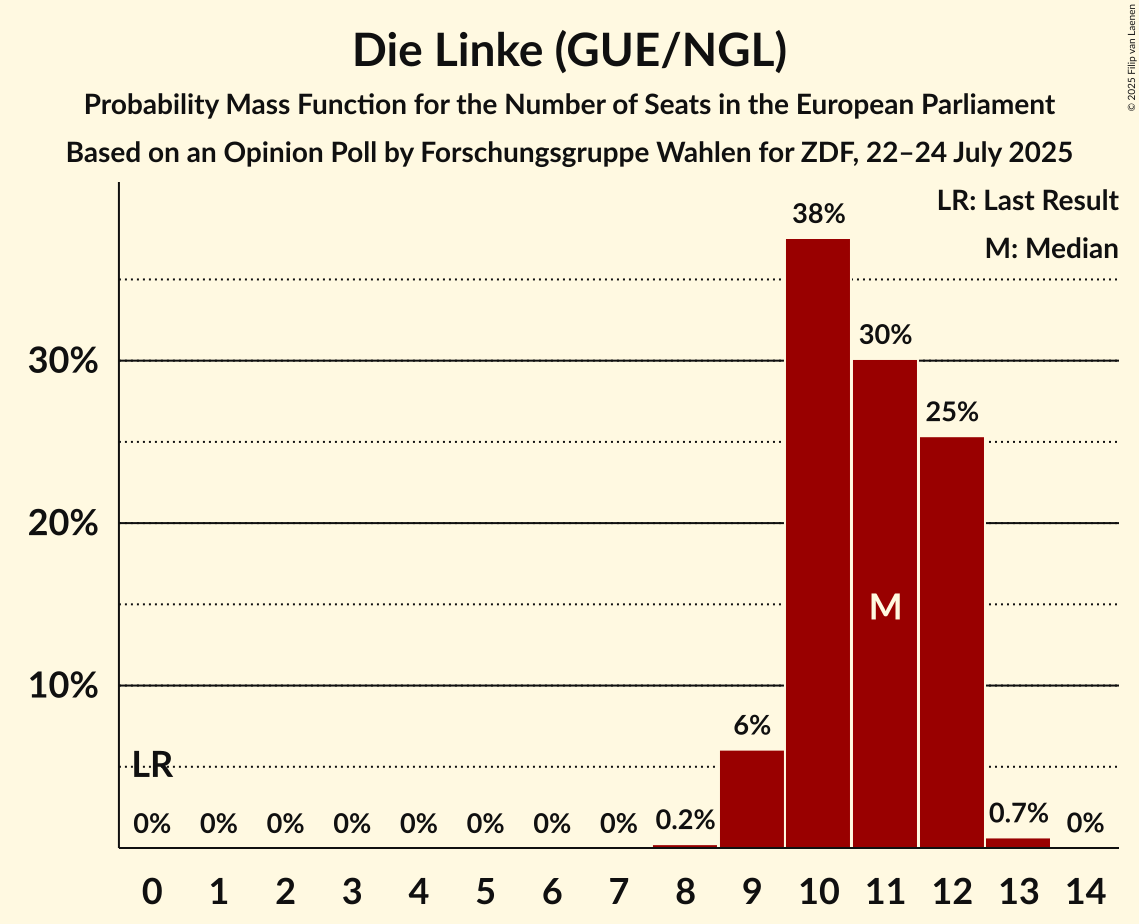 Die Linke (GUE/NGL)
Probability Mass Function for the Number of Seats in the European Parliament
Based on an Opinion Poll by Forschungsgruppe Wahlen for ZDF, 22–24 July 2025
© 2025 Filip van Laenen
LR: Last Result
M: Median
38%
30%
30%
25%
20%
M
10%
6%
LR
0% 0% 0% 0% 0% 0% 0% 0% 0.2% 0.7% 0%
0 1 2 3 4 5 6 7 8 9 10 11 12 13 14